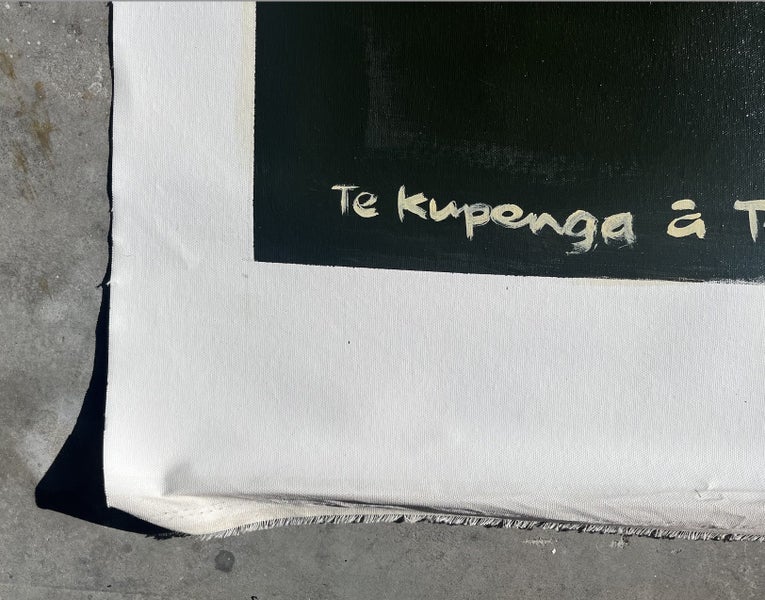 Te kupenga ā T